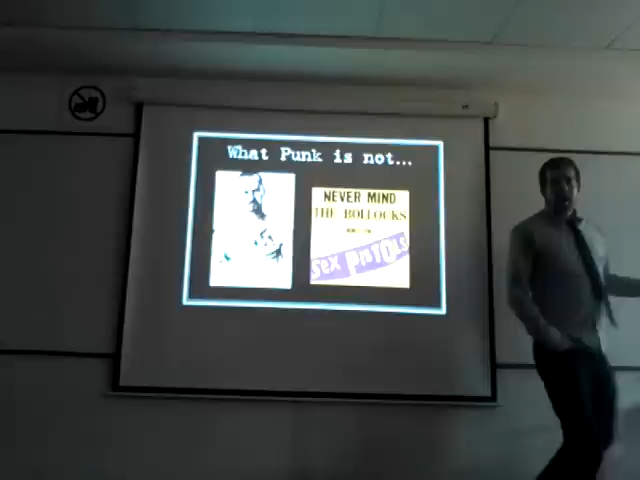 What Punk is not...
NEVER MIND
THE BOLLOCKS
SEX PISTOLS